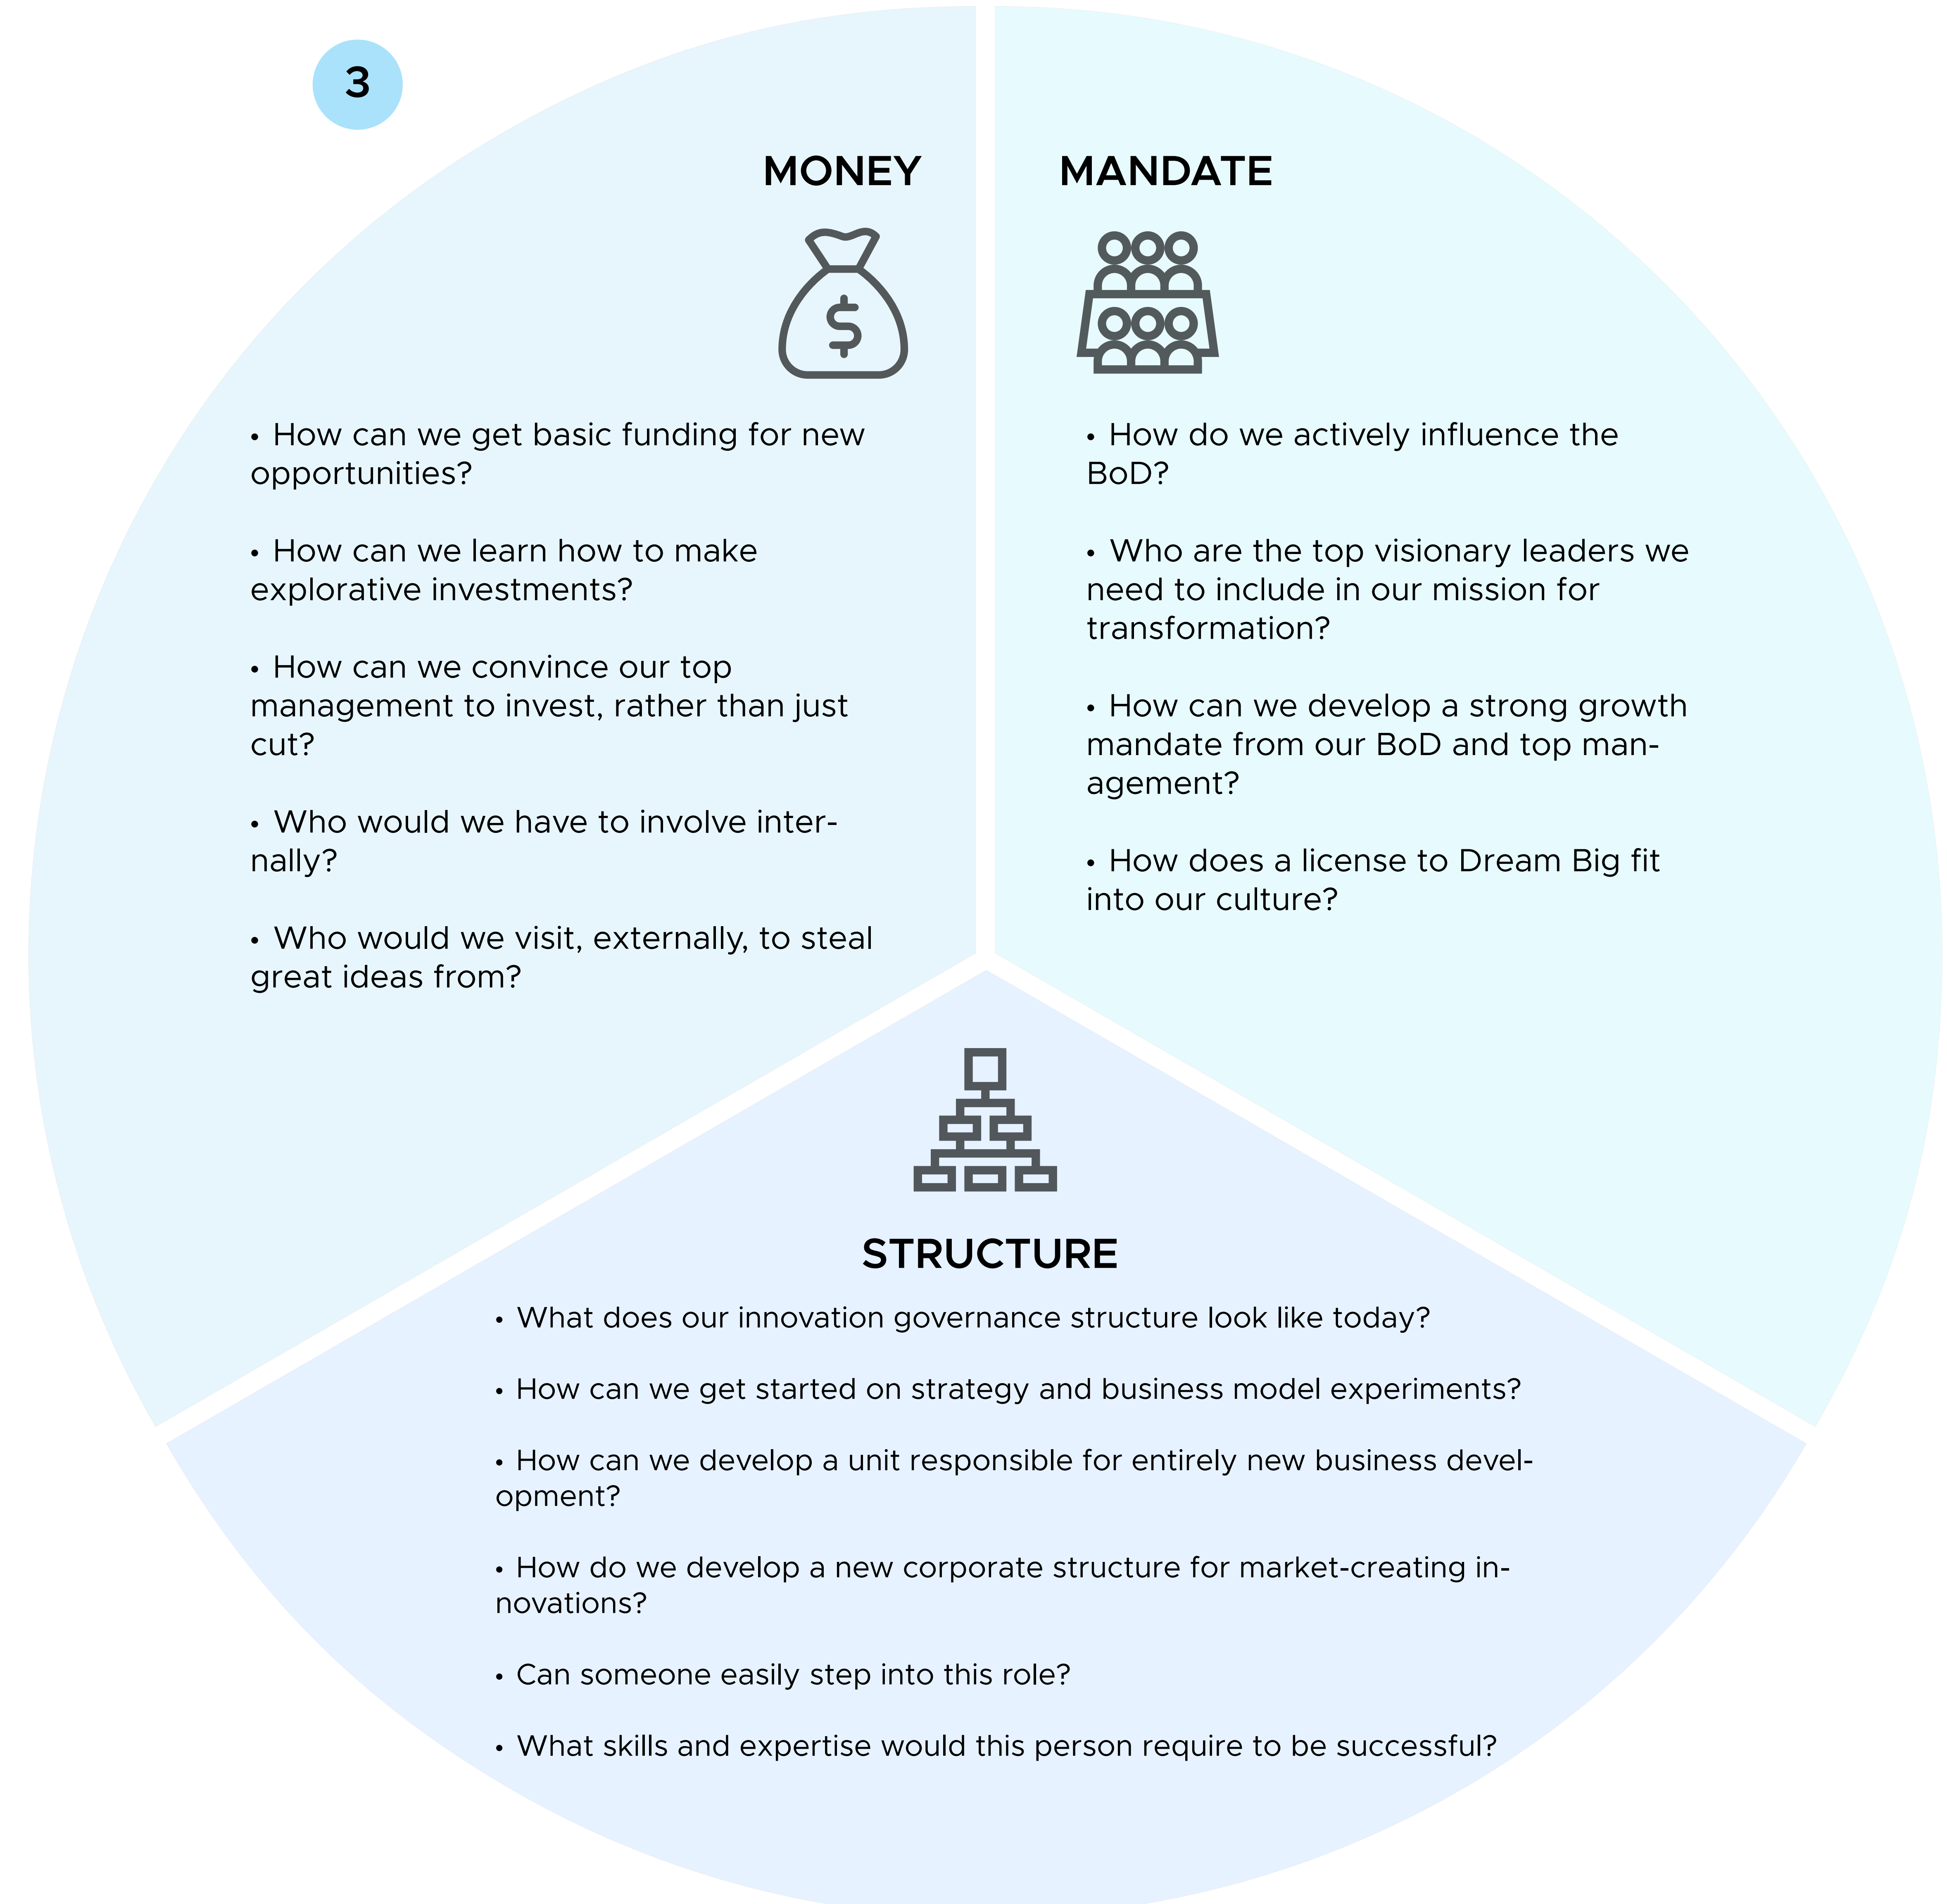 3
MONEY
• How can we get basic funding for new
opportunities?
• How can we learn how to make
explorative investments?
• How can we convince our top
management to invest, rather than just
cut?
• Who would we have to involve inter-
nally?
• Who would we visit, externally, to steal
great ideas from?
MANDATE
• How do we actively influence the
BoD?
• Who are the top visionary leaders we
need to include in our mission for
transformation?
• How can we develop a strong growth
mandate from our BoD and top man-
agement?
• How does a license to Dream Big fit
into our culture?
STRUCTURE
• What does our innovation governance structure look like today?
• How can we get started on strategy and business model experiments?
• How can we develop a unit responsible for entirely new business devel-
opment?
• How do we develop a new corporate structure for market-creating in-
novations?
• Can someone easily step into this role?
• What skills and expertise would this person require to be successful?